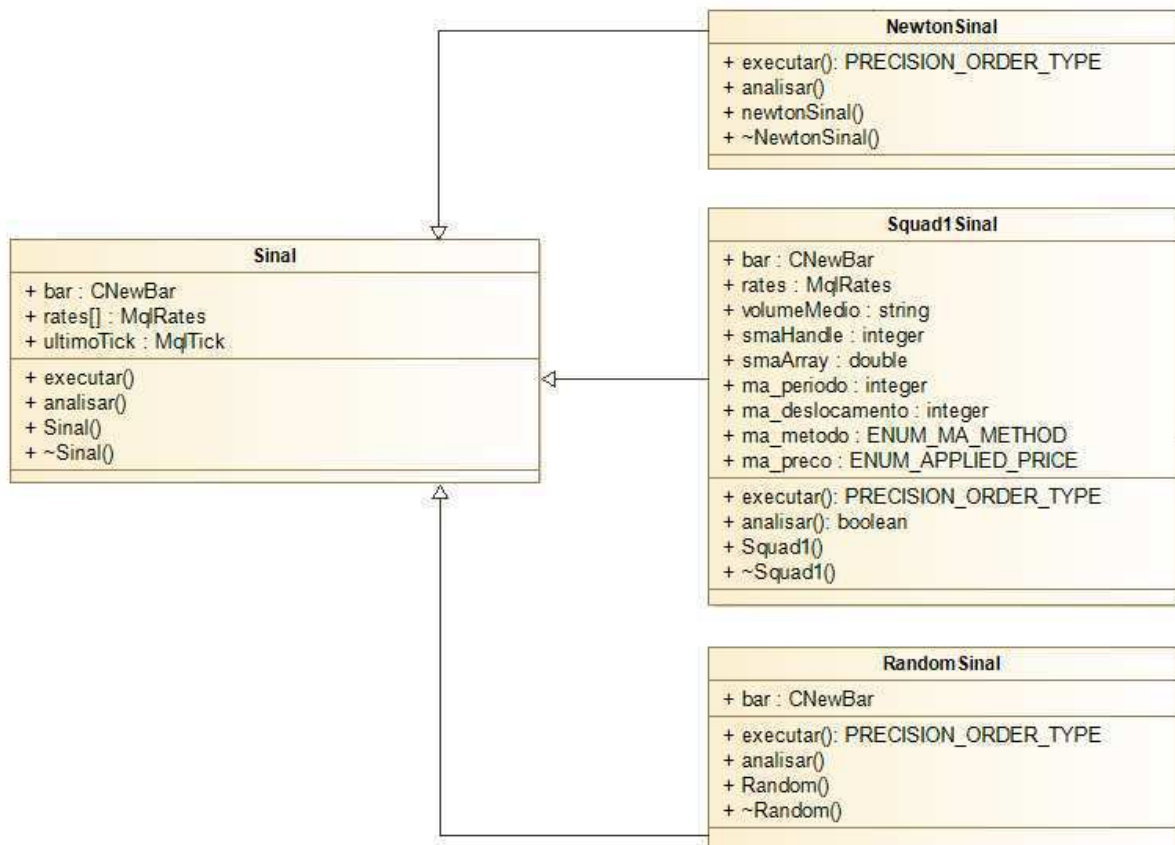 NewtonSinal
+ executar(): PRECISION_ORDER_TYPE
+ analisar()
+ newtonSinal()
+ ~NewtonSinal()
Sinal
+ bar : CNewBar
+ rates[] : MqlRates
+ ultimoTick : MqlTick
+ executar()
+ analisar()
+ Sinal()
+ ~Sinal()
Squad1Sinal
+ bar : CNewBar
+ rates : MqlRates
+ volumeMedio : string
+ smaHandle : integer
+ smaArray : double
+ ma_periodo : integer
+ ma_deslocamento : integer
+ ma_metodo : ENUM_MA_METHOD
+ ma_preco : ENUM_APPLIED_PRICE
+ executar(): PRECISION_ORDER_TYPE
+ analisar(): boolean
+ Squad1()
+ ~Squad1()
RandomSinal
+ bar : CNewBar
+ executar(): PRECISION_ORDER_TYPE
+ analisar()
+ Random()
+ ~Random()